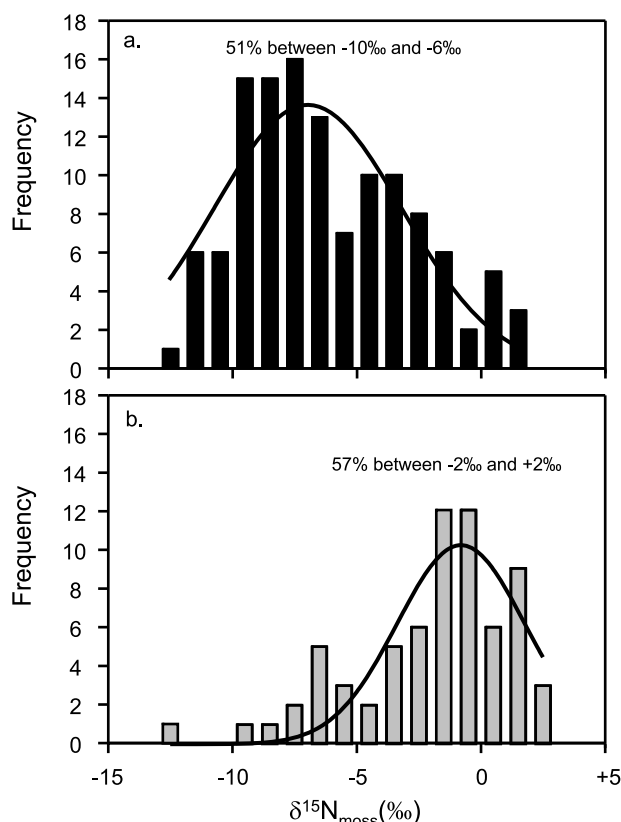 18
a.
51% between -10‰ and -6‰
16
14
12
10
8
6
4
2
0
Frequency
18
b.
16
57% between -2‰ and +2‰
14
12
10
8
6
4
2
0
Frequency
-15 -10 -5 0 +5
δ¹⁵Nₘₒₛₛ(‰)